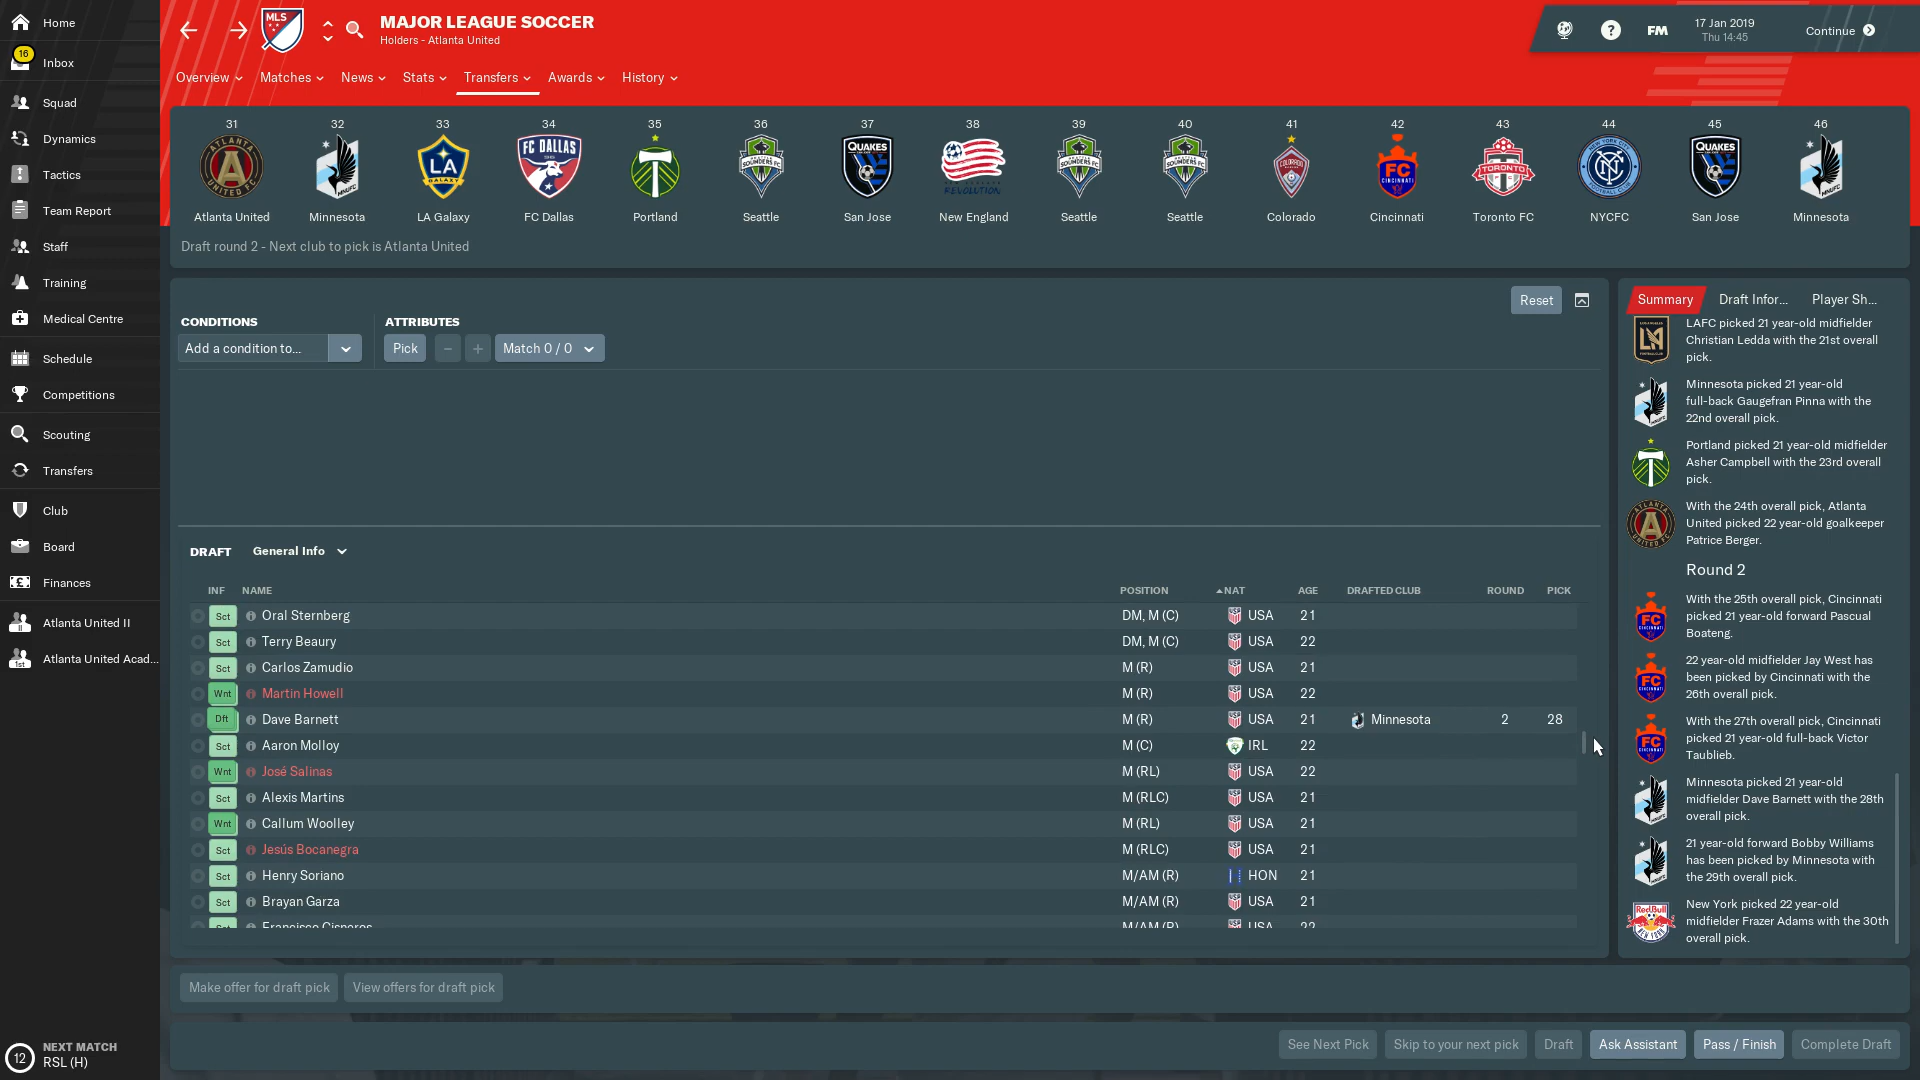 Home
16
Inbox
Squad
Dynamics
Tactics
Team Report
Staff
Training
Medical Centre
Schedule
Competitions
Scouting
Transfers
Club
Board
Finances
Atlanta United II
1st
Atlanta United Acad...
12
NEXT MATCH
RSL (H)
MLS
MAJOR LEAGUE SOCCER
Holders - Atlanta United
?
FM
17 Jan 2019
Thu 14:45
Continue
Overview
Matches
News
Stats
Transfers
Awards
History
31 32 33 34 35 36 37 38 39 40 41 42 43 44 45 46
Atlanta United Minnesota LA Galaxy FC Dallas Portland Seattle San Jose New England Seattle Seattle Colorado Cincinnati Toronto FC NYCFC San Jose Minnesota
Draft round 2 - Next club to pick is Atlanta United
Reset
CONDITIONS
ATTRIBUTES
Add a condition to...
Pick
Match 0 / 0
DRAFT General Info
INF NAME POSITION NAT AGE DRAFTED CLUB ROUND PICK
Sct Oral Sternberg DM, M (C) USA 21
Sct Terry Beaury DM, M (C) USA 22
Sct Carlos Zamudio M (R) USA 21
Wnt Martin Howell M (R) USA 22
Dft Dave Barnett M (R) USA 21 Minnesota 2 28
Sct Aaron Molloy M (C) IRL 22
Wnt José Salinas M (RL) USA 22
Sct Alexis Martins M (RLC) USA 21
Wnt Callum Woolley M (RL) USA 21
Sct Jesús Bocanegra M (RLC) USA 21
Sct Henry Soriano M/AM (R) HON 21
Sct Brayan Garza M/AM (R) USA 21
Sct Francisco Cisneros M/AM (R) USA 22
Summary Draft Infor... Player Sh...
LAFC picked 21 year-old midfielder
Christian Ledda with the 21st overall
pick.
Minnesota picked 21 year-old
full-back Gaugefran Pinna with the
22nd overall pick.
Portland picked 21 year-old midfielder
Asher Campbell with the 23rd overall
pick.
With the 24th overall pick, Atlanta
United picked 22 year-old goalkeeper
Patrice Berger.
Round 2
With the 25th overall pick, Cincinnati
picked 21 year-old forward Pascual
Boateng.
22 year-old midfielder Jay West has
been picked by Cincinnati with the
26th overall pick.
With the 27th overall pick, Cincinnati
picked 21 year-old full-back Victor
Taublieb.
Minnesota picked 21 year-old
midfielder Dave Barnett with the 28th
overall pick.
21 year-old forward Bobby Williams
has been picked by Minnesota with
the 29th overall pick.
New York picked 22 year-old
midfielder Frazer Adams with the 30th
overall pick.
Make offer for draft pick
View offers for draft pick
See Next Pick
Skip to your next pick
Draft
Ask Assistant
Pass / Finish
Complete Draft